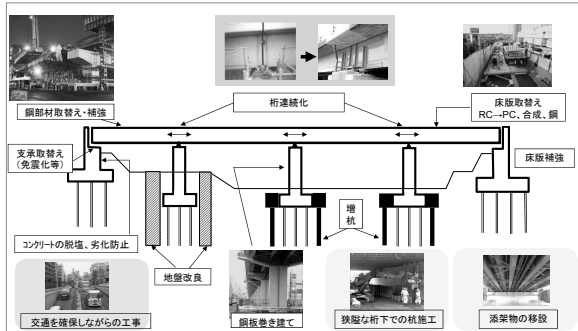 鋼部材取替え・補強
桁連続化
床版取替え
RC→PC、合成、鋼
支承取替え
(免震化等)
床版補強
増
杭
コンクリートの脱塩、劣化防止
地盤改良
交通を確保しながらの工事
鋼板巻き建て
狭隘な桁下での杭施工
添架物の移設